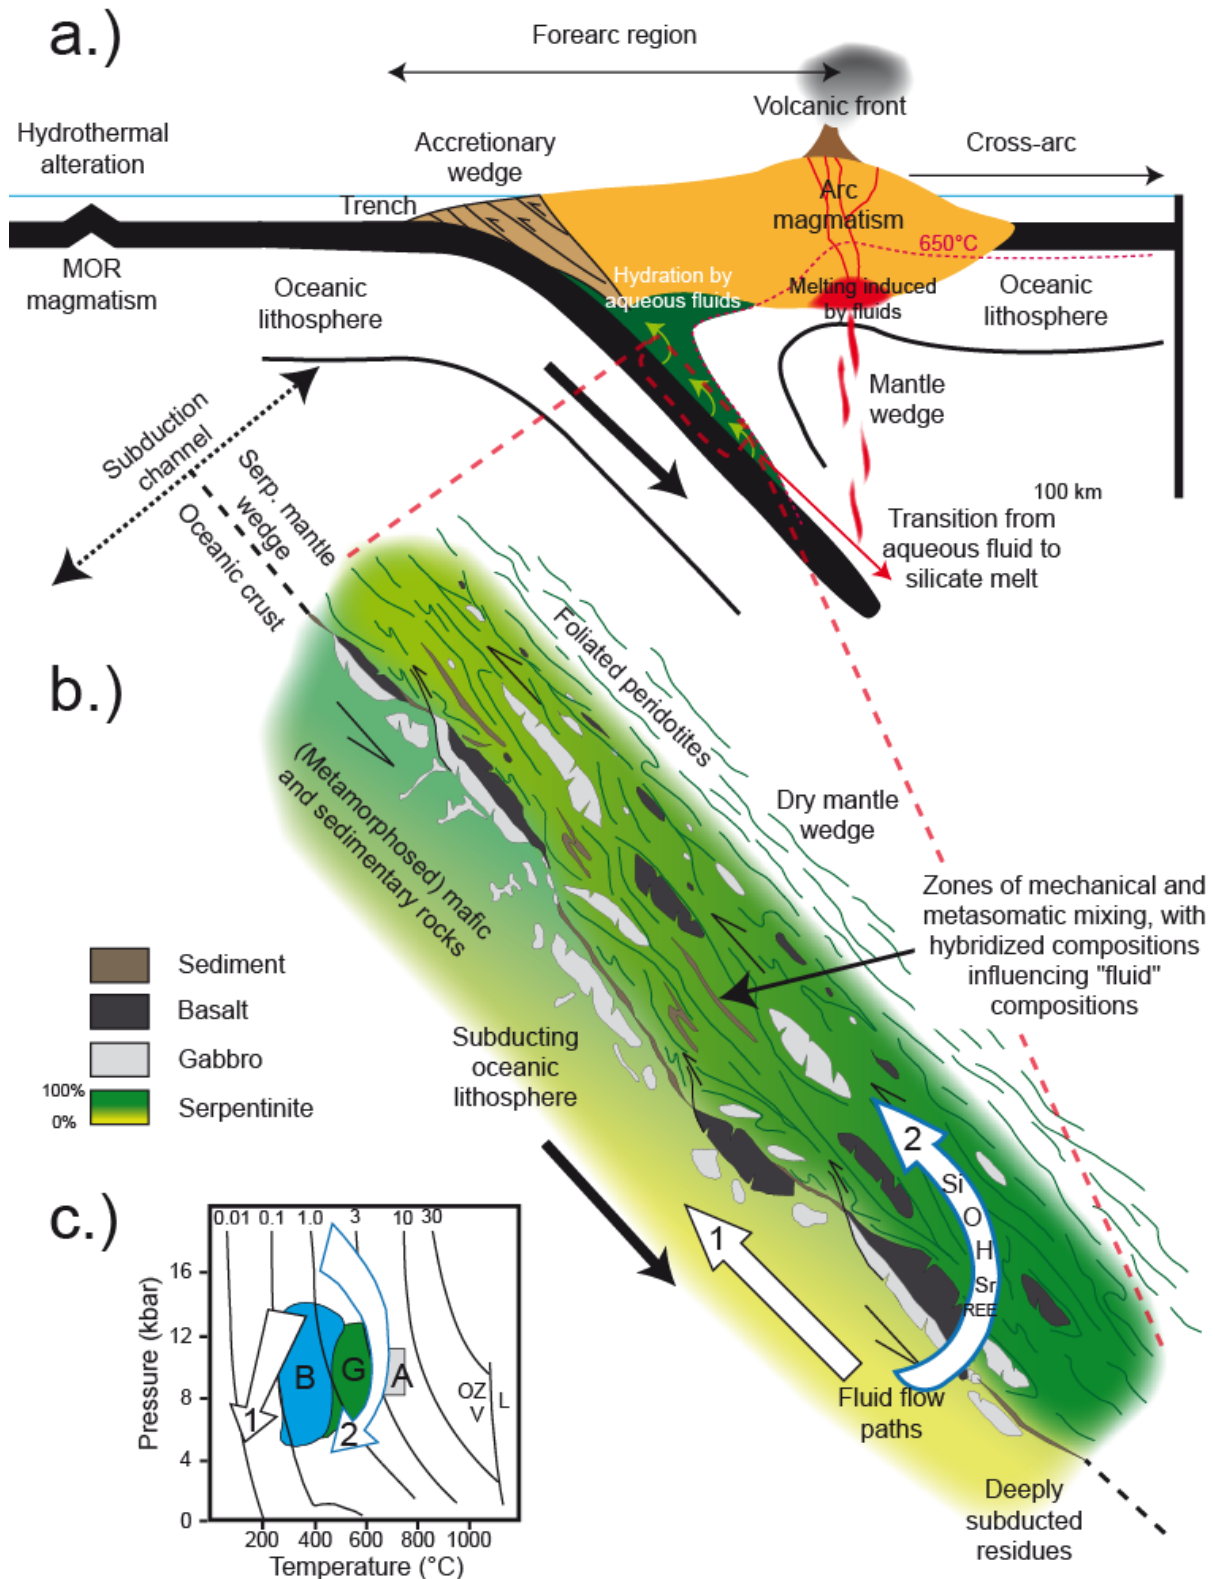 a.)
Forearc region
Volcanic front
Hydrothermal
alteration
Accretionary
wedge
Cross-arc
Trench
Arc
magmatism
650°C
MOR
magmatism
Oceanic
lithosphere
Hydration by
aqueous fluids
Melting induced
by fluids
Oceanic
lithosphere
Mantle
wedge
100 km
Transition from
aqueous fluid to
silicate melt
Subduction
channel
Serp. mantle
wedge
Oceanic crust
b.)
Foliated peridotites
(Metamorphosed) mafic
and sedimentary rocks
Dry mantle
wedge
Zones of mechanical and
metasomatic mixing, with
hybridized compositions
influencing "fluid"
compositions
Sediment
Basalt
Gabbro
100%
0%
Serpentinite
Subducting
oceanic
lithosphere
2
Si
O
H
Sr
REE
1
Fluid flow
paths
Deeply
subducted
residues
c.)
0.01 0.1 1.0 3 10 30
16
12
8
4
0
Pressure (kbar)
B
G
A
1
2
OZ
V
L
200 400 600 800 1000
Temperature (°C)